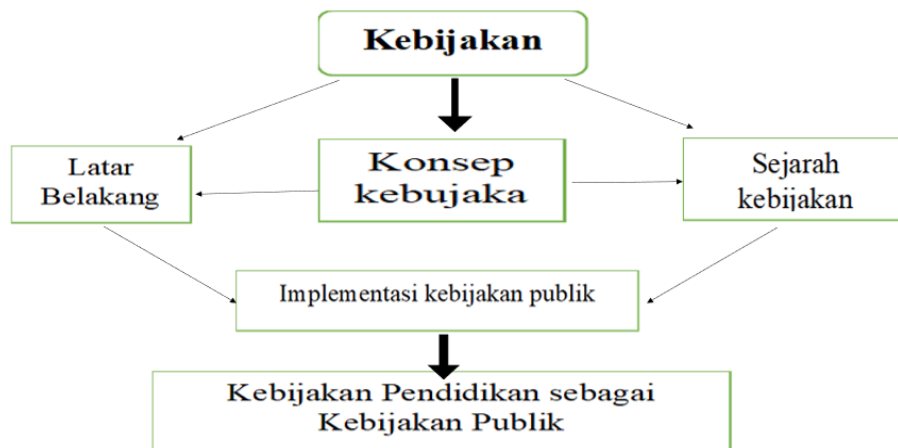 Kebijakan
Latar
Belakang
Konsep
kebujaka
Sejarah
kebijakan
Implementasi kebijakan publik
Kebijakan Pendidikan sebagai
Kebijakan Publik